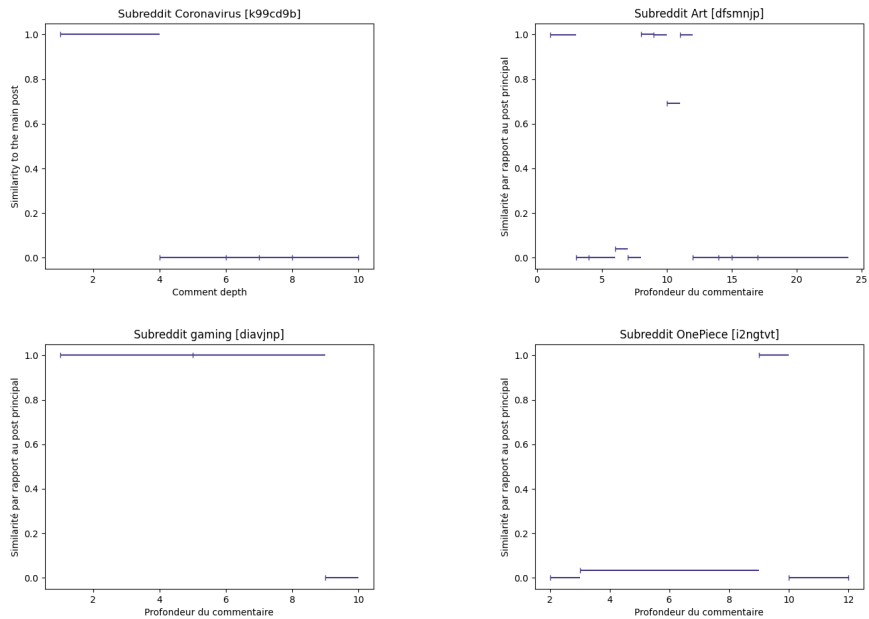 Subreddit Coronavirus [k99cd9b]
1.0
0.8
0.6
0.4
0.2
0.0
Similarity to the main post
2 4 6 8 10
Comment depth
Subreddit Art [dfsmnjp]
1.0
0.8
0.6
0.4
0.2
0.0
Similarité par rapport au post principal
0 5 10 15 20 25
Profondeur du commentaire
Subreddit gaming [diavjnp]
1.0
0.8
0.6
0.4
0.2
0.0
Similarité par rapport au post principal
2 4 6 8 10
Profondeur du commentaire
Subreddit OnePiece [i2ngtvt]
1.0
0.8
0.6
0.4
0.2
0.0
Similarité par rapport au post principal
2 4 6 8 10 12
Profondeur du commentaire